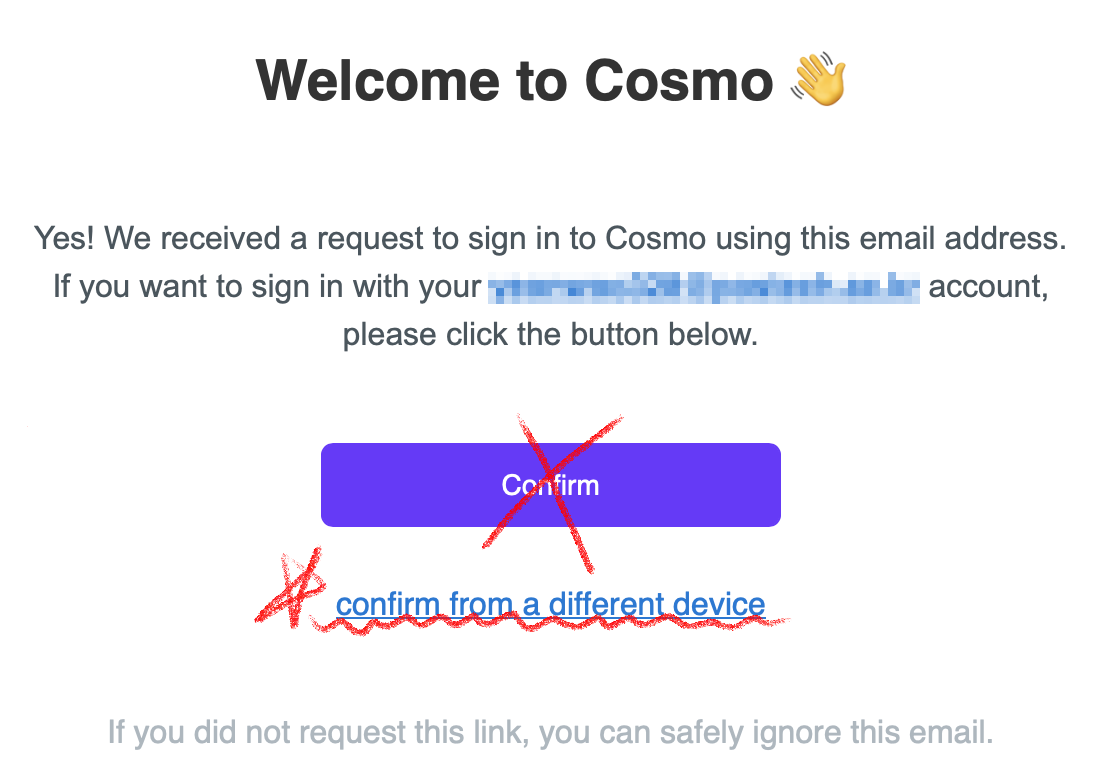 Welcome to Cosmo 👋
Yes! We received a request to sign in to Cosmo using this email address.
If you want to sign in with your account,
please click the button below.
Confirm
confirm from a different device
If you did not request this link, you can safely ignore this email.